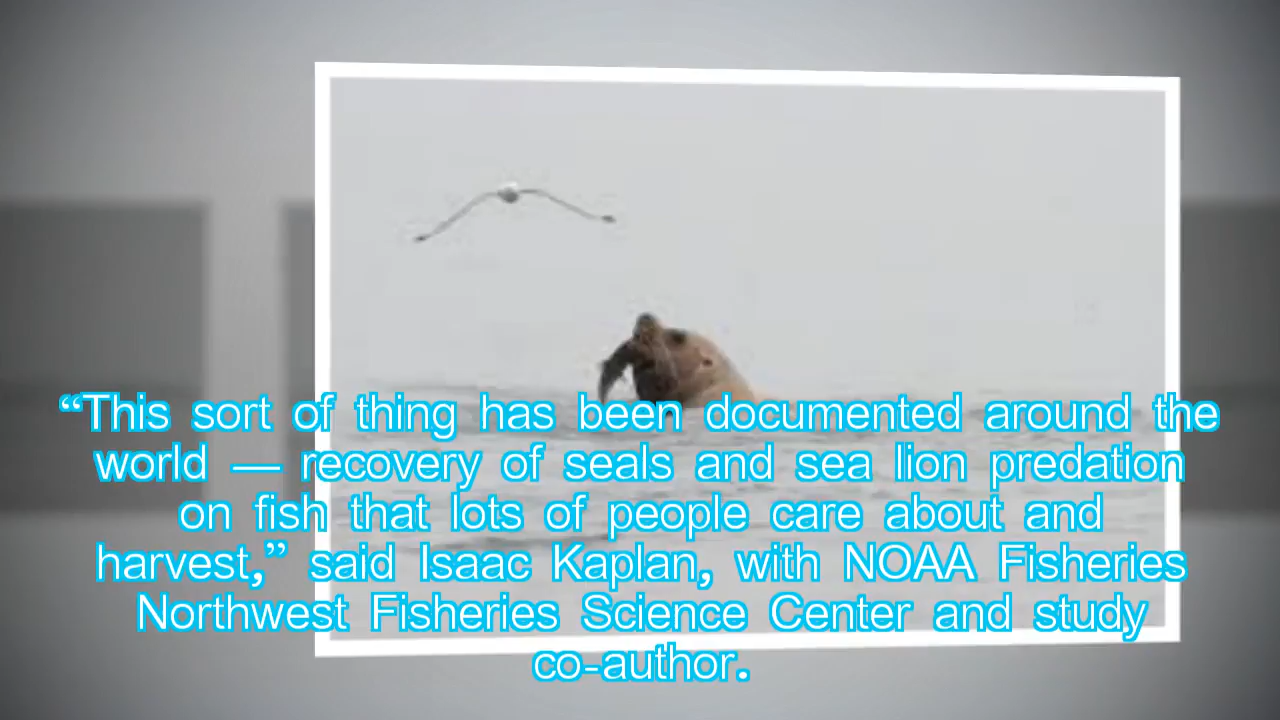 “This sort of thing has been documented around the
world — recovery of seals and sea lion predation
on fish that lots of people care about and
harvest,” said Isaac Kaplan, with NOAA Fisheries
Northwest Fisheries Science Center and study
co-author.